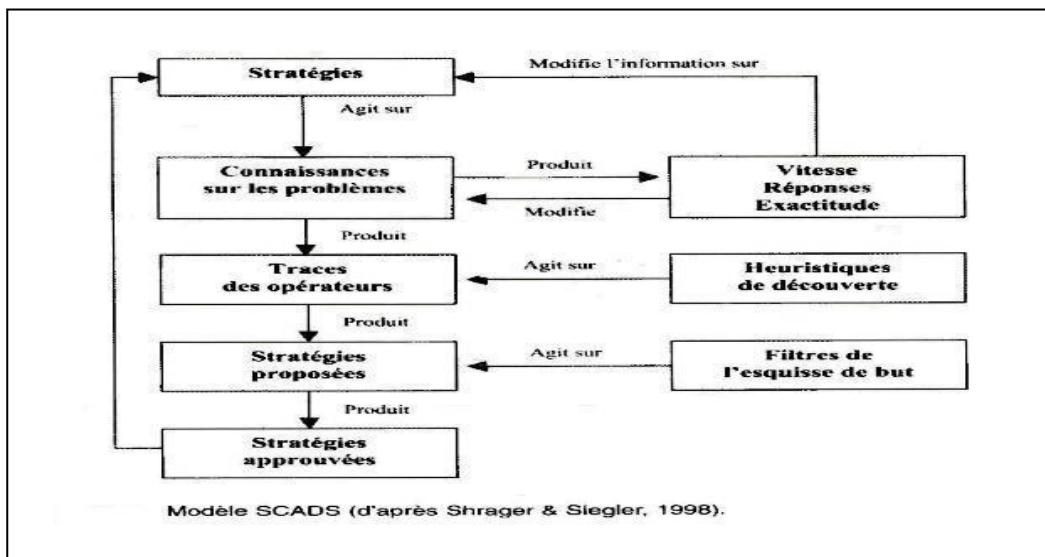 Stratégies
Modifie l'information sur
Agit sur
Connaissances
sur les problèmes
Produit
Modifie
Vitesse
Réponses
Exactitude
Produit
Traces
des opérateurs
Agit sur
Heuristiques
de découverte
Produit
Stratégies
proposées
Agit sur
Filtres de
l'esquisse de but
Produit
Stratégies
approuvées
Modèle SCADS (d'après Shrager & Siegler, 1998).